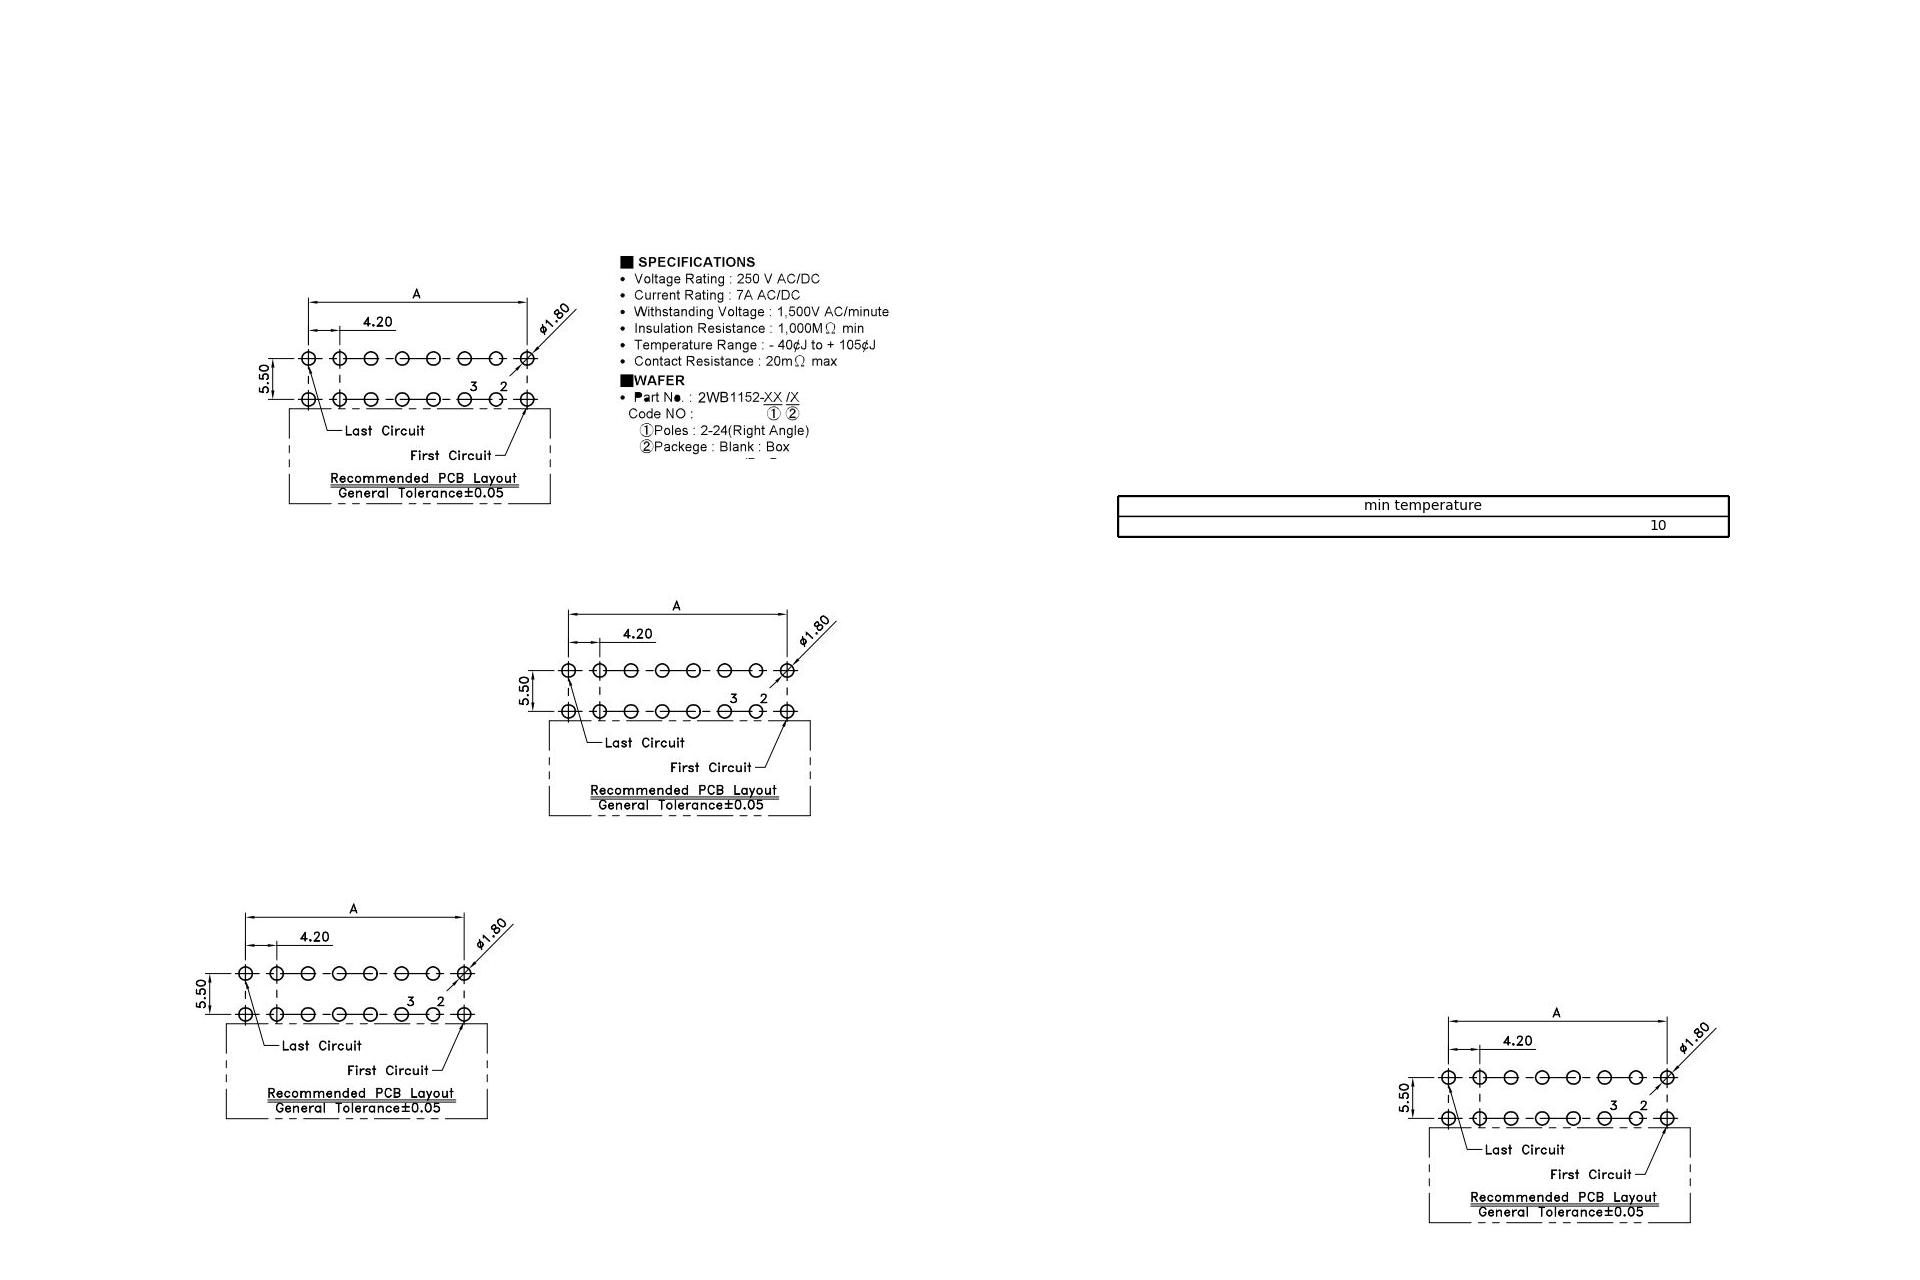 A
4.20
ø1.80
5.50
3 2
Last Circuit
First Circuit
Recommended PCB Layout
General Tolerance±0.05
■ SPECIFICATIONS
• Voltage Rating : 250 V AC/DC
• Current Rating : 7A AC/DC
• Withstanding Voltage : 1,500V AC/minute
• Insulation Resistance : 1,000MΩ min
• Temperature Range : - 40¢J to + 105¢J
• Contact Resistance : 20mΩ max
■WAFER
• Part No. : 2WB1152-XX /X
Code NO : ① ②
①Poles : 2-24(Right Angle)
②Packege : Blank : Box
min temperature
10
A
4.20
ø1.80
5.50
3 2
Last Circuit
First Circuit
Recommended PCB Layout
General Tolerance±0.05
A
4.20
ø1.80
5.50
3 2
Last Circuit
First Circuit
Recommended PCB Layout
General Tolerance±0.05
A
4.20
ø1.80
5.50
3 2
Last Circuit
First Circuit
Recommended PCB Layout
General Tolerance±0.05